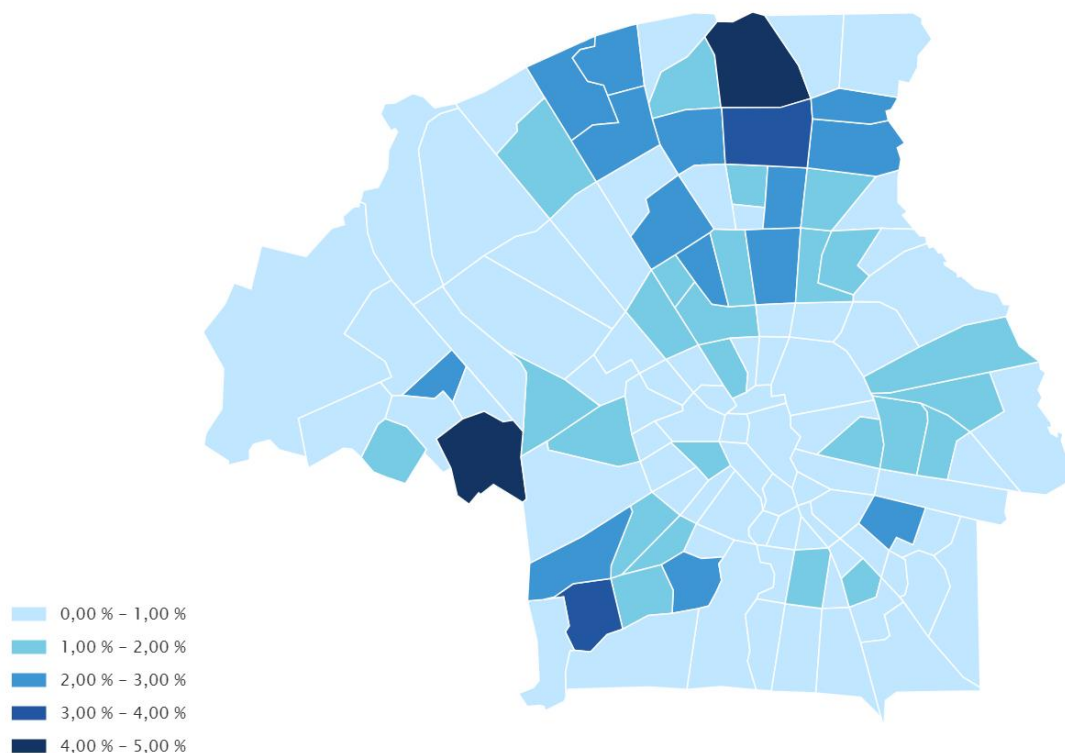 0,00 % – 1,00 %
1,00 % – 2,00 %
2,00 % – 3,00 %
3,00 % – 4,00 %
4,00 % – 5,00 %